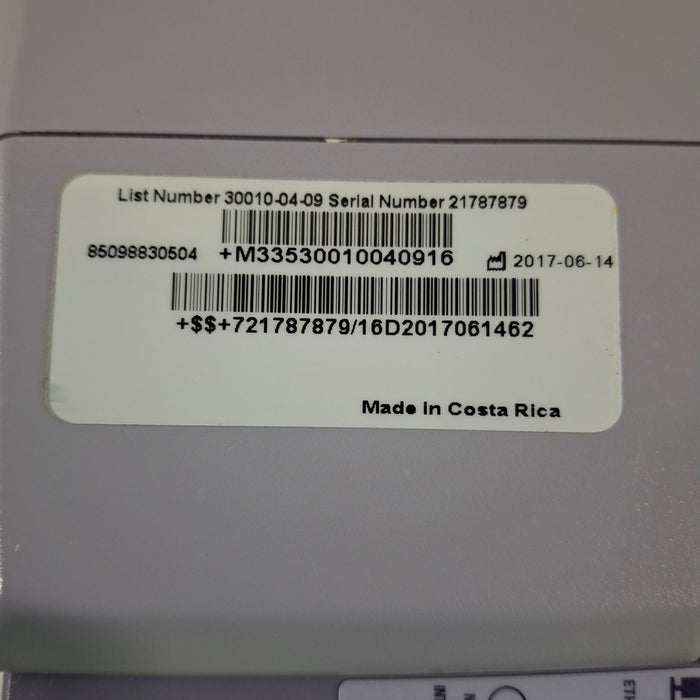 List Number 30010-04-09 Serial Number 21787879
85098830504 +M33530010040916 2017-06-14
+$$+721787879/16D2017061462
Made in Costa Rica